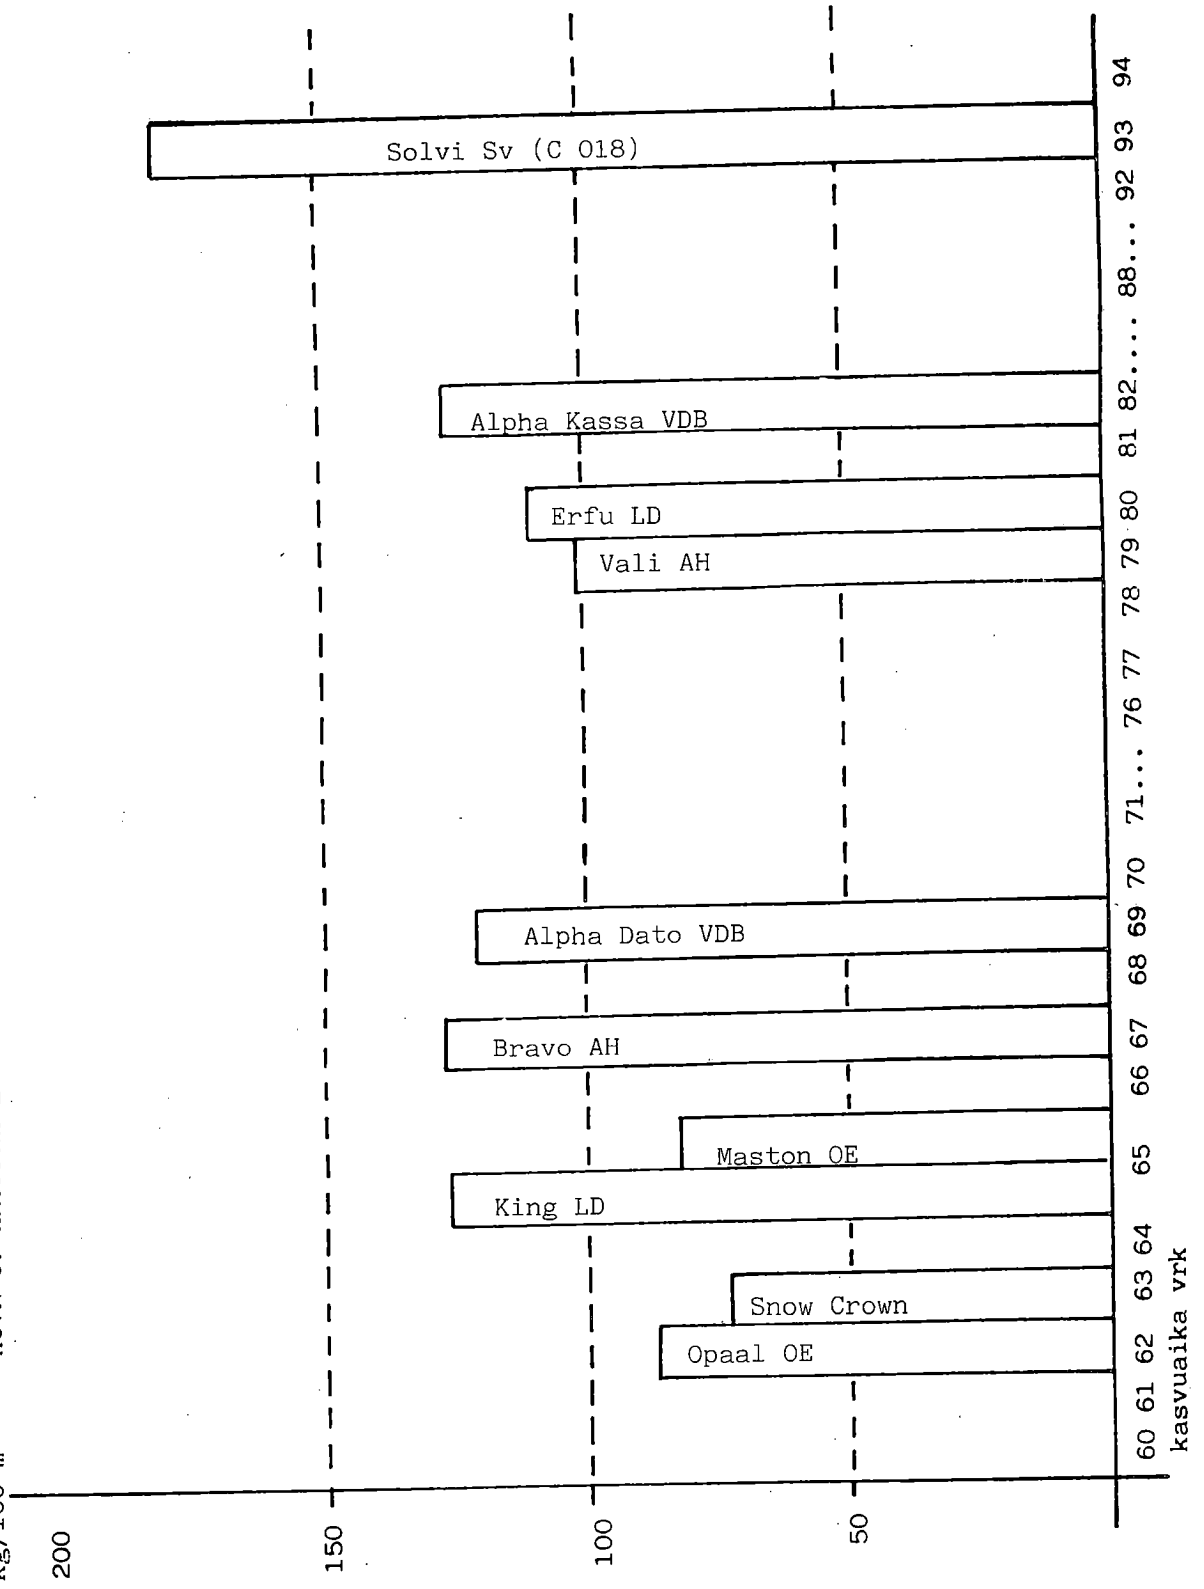 200
150
100
50
Solvi Sv (C 018)
Alpha Kassa VDB
Erfu LD
Vali AH
Alpha Dato VDB
Bravo AH
Maston OE
King LD
Snow Crown
Opaal OE
60 61 62 63 64 65 66 67 68 69 70 71.... 76 77 78 79 80 81 82.... 88... 92 93 94
kasvuaika vrk